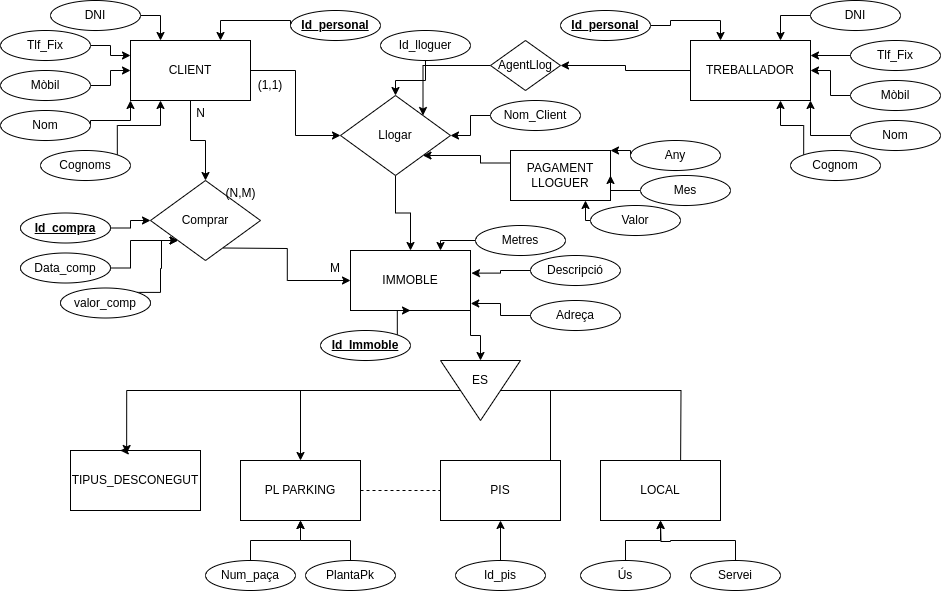 DNI
Id_personal
Id_personal
DNI
Tlf_Fix
Id_lloguer
Tlf_Fix
CLIENT
AgentLlog
TREBALLADOR
Mòbil
(1,1)
Mòbil
N
Nom_Client
Nom
Llogar
Nom
Cognoms
PAGAMENT
LLOGUER
Any
Cognom
(N,M)
Mes
Id_compra
Comprar
Valor
Metres
Data_comp
M
IMMOBLE
Descripció
valor_comp
Adreça
Id_Immoble
ES
TIPUS_DESCONEGUT
PL PARKING
PIS
LOCAL
Num_paça
PlantaPk
Id_pis
Ús
Servei